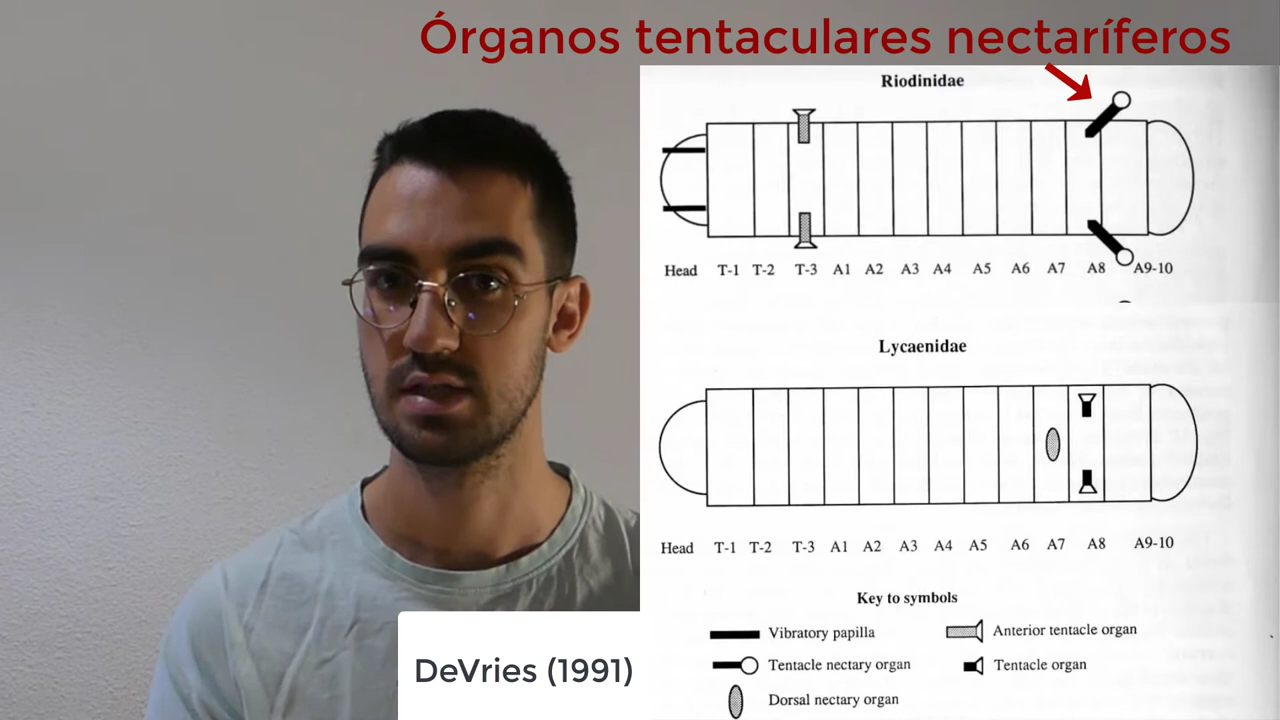 Órganos tentaculares nectaríferos
Riodinidae
Head T-1 T-2 T-3 A1 A2 A3 A4 A5 A6 A7 A8 A9-10
Lycaenidae
Head T-1 T-2 T-3 A1 A2 A3 A4 A5 A6 A7 A8 A9-10
Key to symbols
Vibratory papilla
Anterior tentacle organ
Tentacle nectary organ
Tentacle organ
Dorsal nectary organ
DeVries (1991)